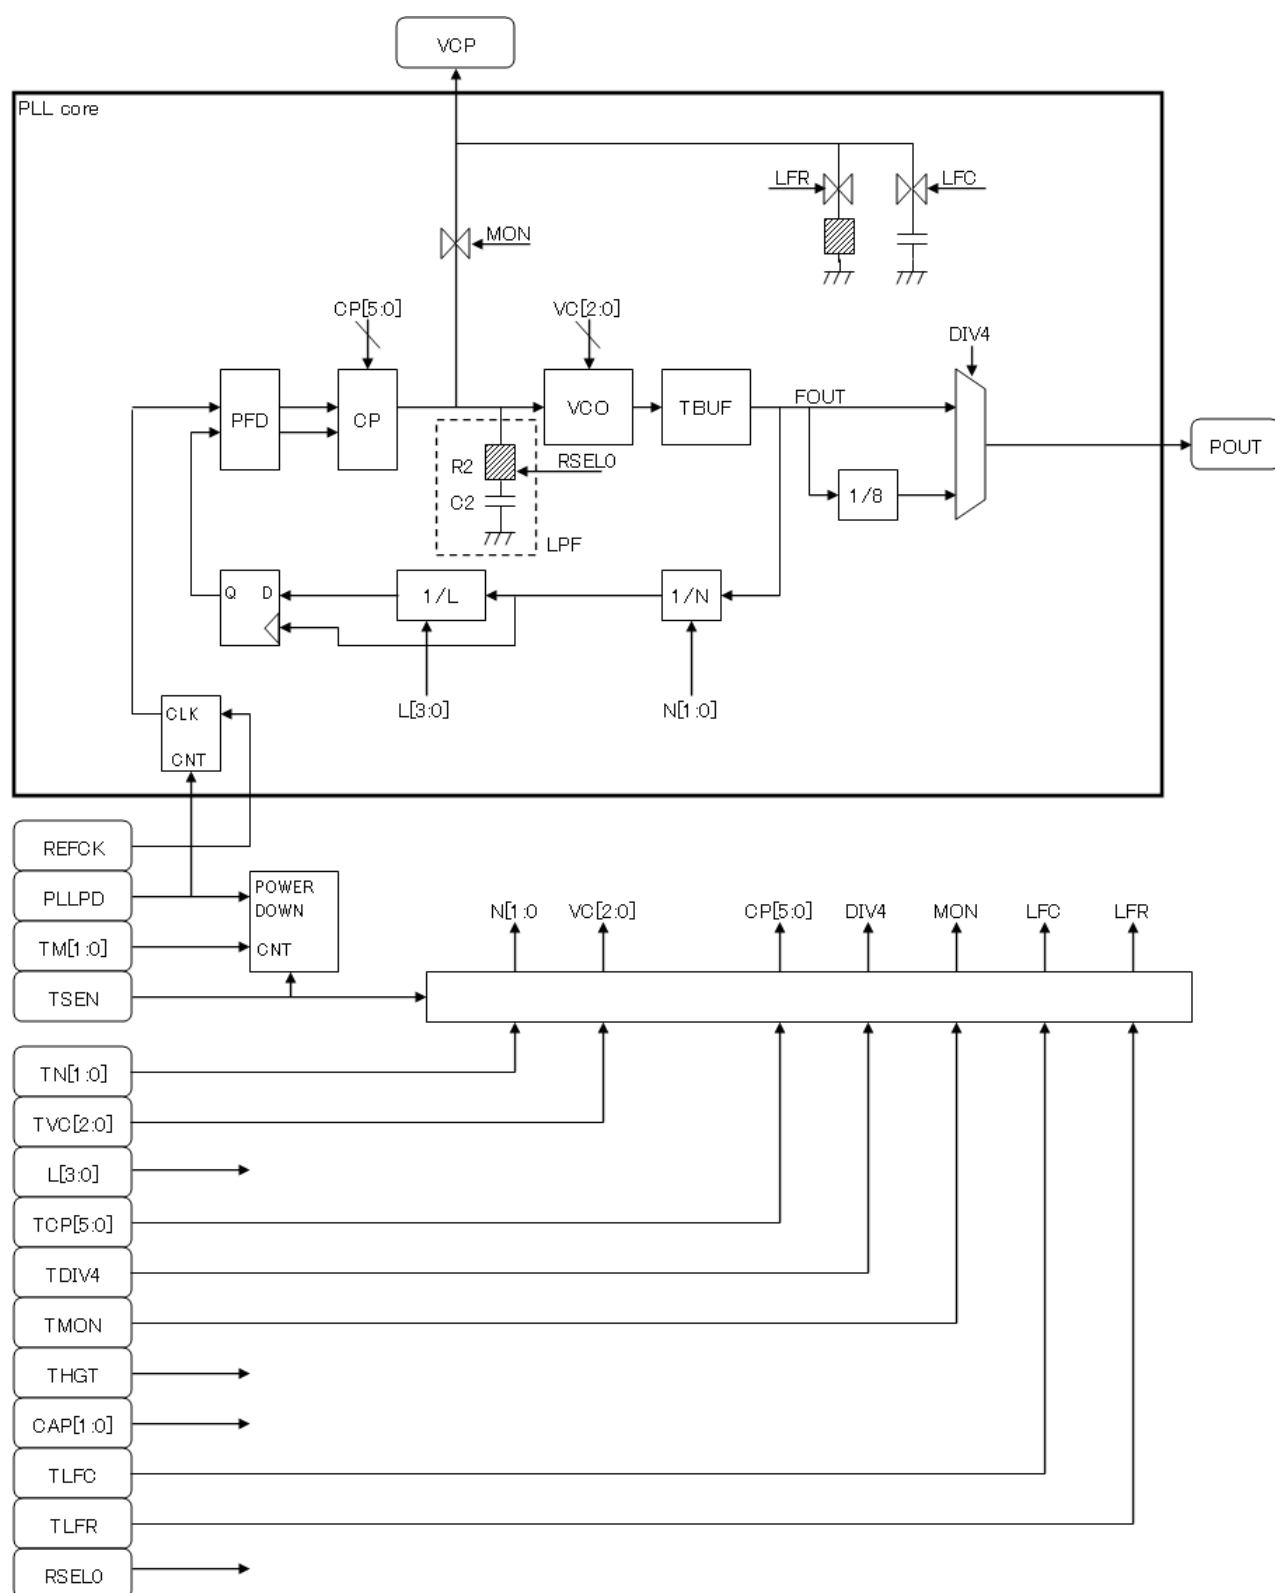 VCP
PLL core
LFR
LFC
MON
CP[5:0]
VC[2:0]
DIV4
PFD
CP
VCO
TBUF
FOUT
POUT
R2
RSEL0
C2
1/8
LPF
Q D
1/L
1/N
L[3:0]
N[1:0]
CLK
CNT
REFCK
PLLPD
POWER
DOWN
CNT
TM[1:0]
TSEN
N[1:0
VC[2:0]
CP[5:0]
DIV4
MON
LFC
LFR
TN[1:0]
TVC[2:0]
L[3:0]
TCP[5:0]
TDIV4
TMON
THGT
CAP[1:0]
TLFC
TLFR
RSEL0